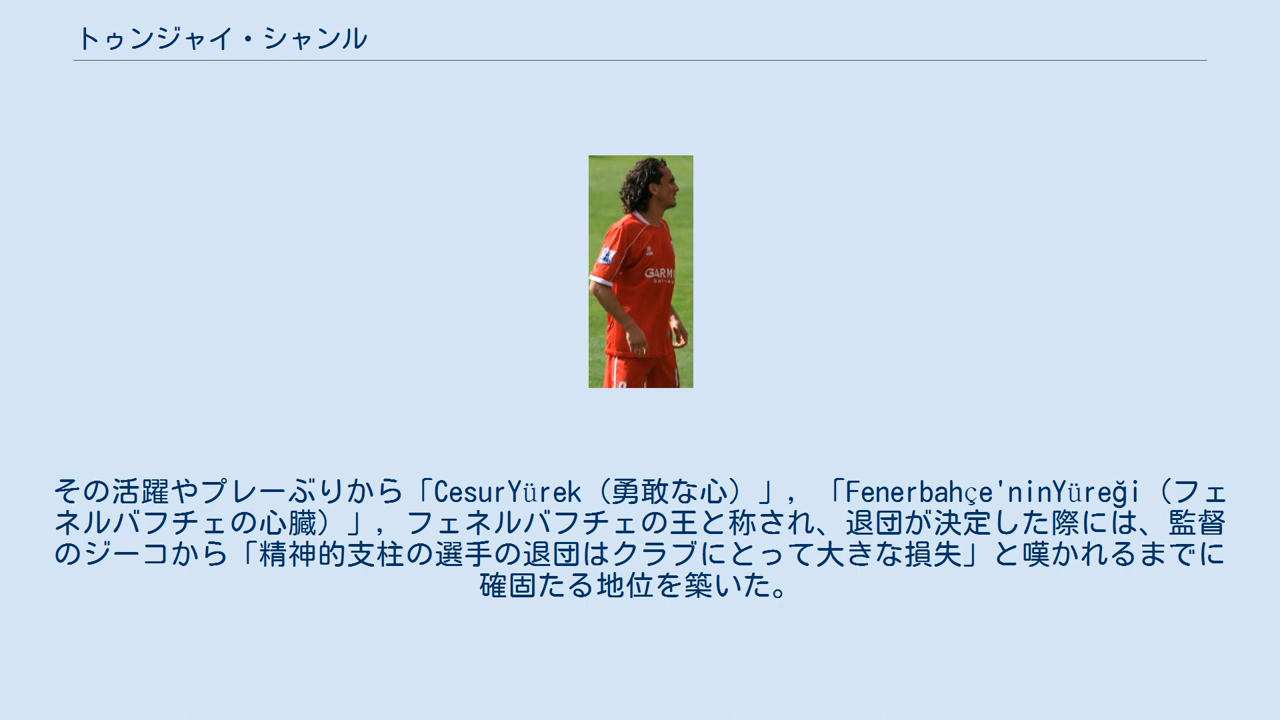 トゥンジャイ・シャンル
GARM
その活躍やプレーぶりから「CesurYürek（勇敢な心）」，「Fenerbahçe'ninYüreği（フェ
ネルバフチェの心臓）」，フェネルバフチェの王と称され、退団が決定した際には、監督
のジーコから「精神的支柱の選手の退団はクラブにとって大きな損失」と嘆かれるまでに
確固たる地位を築いた。